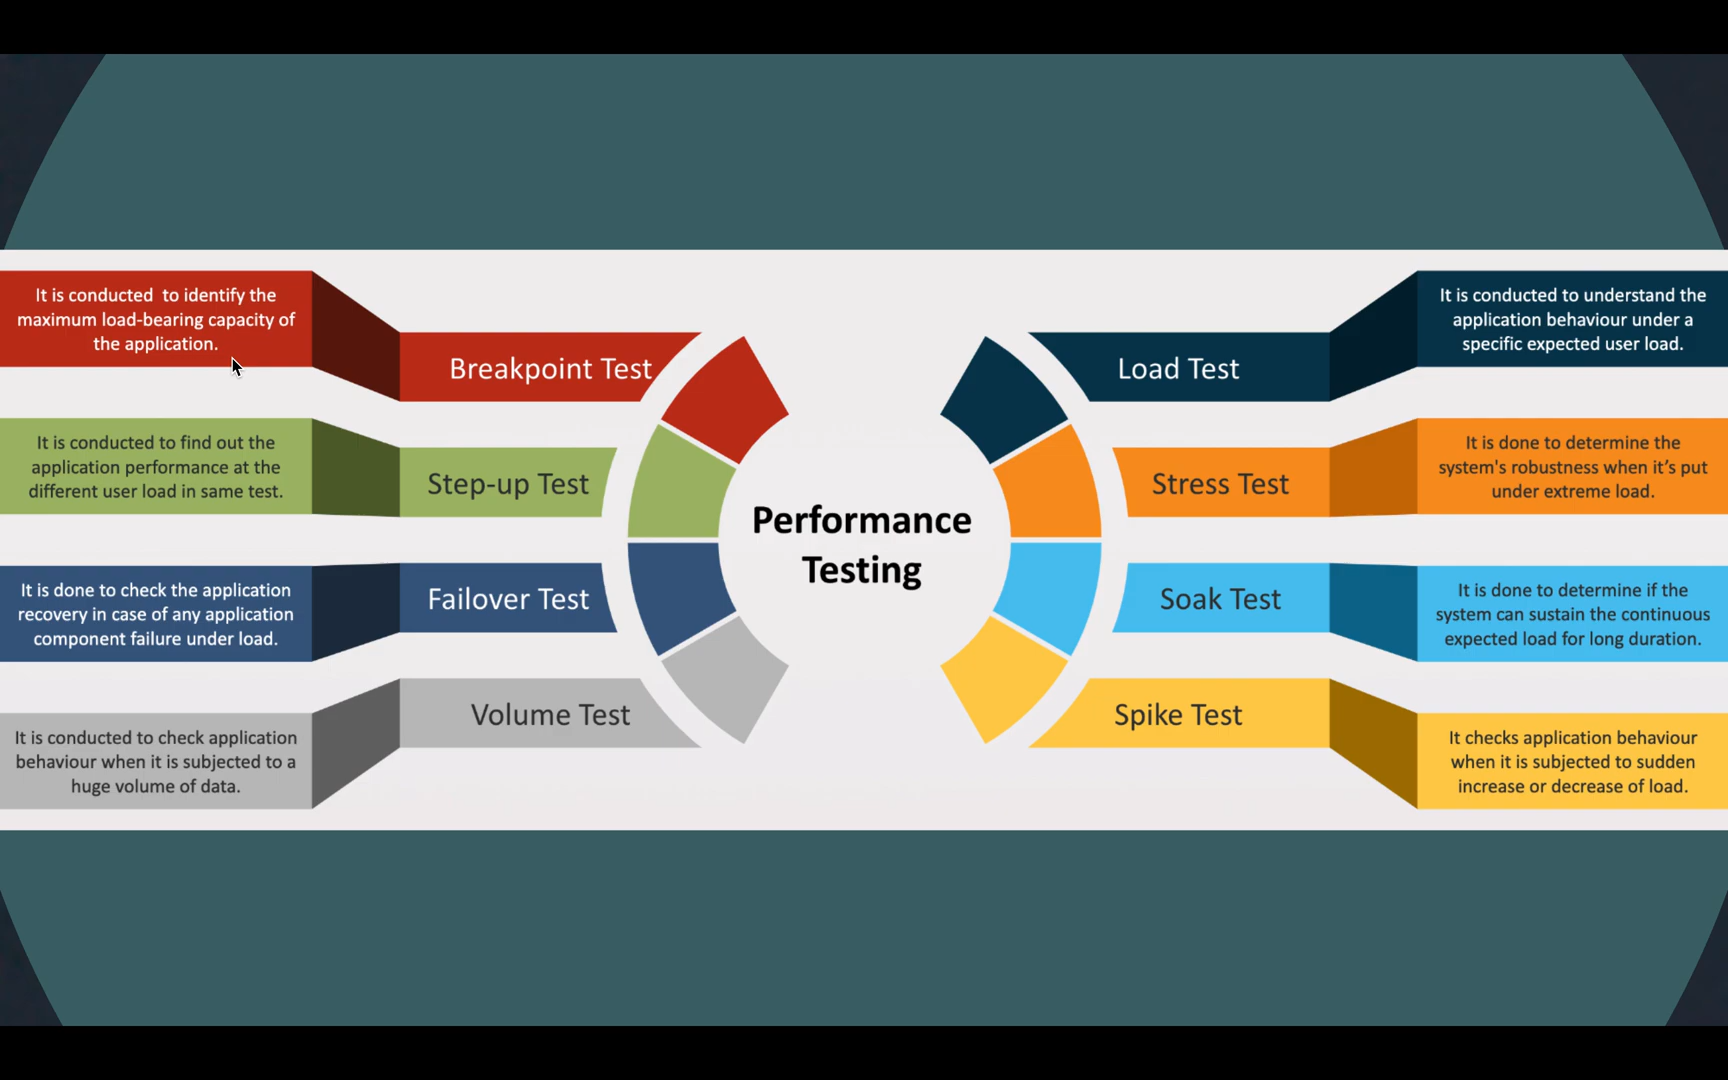 It is conducted  to identify the
maximum load-bearing capacity of
the application.
Breakpoint Test
It is conducted to find out the
application performance at the
different user load in same test.
Step-up Test
It is done to check the application
recovery in case of any application
component failure under load.
Failover Test
It is conducted to check application
behaviour when it is subjected to a
huge volume of data.
Volume Test
Performance
Testing
Load Test
It is conducted to understand the
application behaviour under a
specific expected user load.
Stress Test
It is done to determine the
system's robustness when it’s put
under extreme load.
Soak Test
It is done to determine if the
system can sustain the continuous
expected load for long duration.
Spike Test
It checks application behaviour
when it is subjected to sudden
increase or decrease of load.